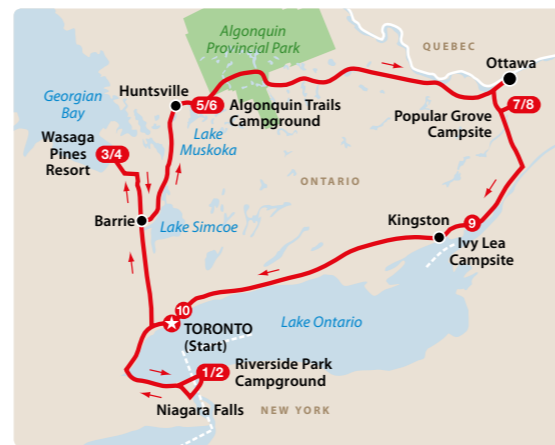 Algonquin
Provincial Park
QUEBEC
Ottawa
Georgian
Bay
Huntsville
5/6
Algonquin Trails
Campground
7/8
Popular Grove
Campsite
Wasaga
Pines
Resort
3/4
Lake
Muskoka
ONTARIO
Barrie
Lake Simcoe
Kingston
9
Ivy Lea
Campsite
10
TORONTO
(Start)
Lake Ontario
1/2
Riverside Park
Campground
Niagara Falls
NEW YORK